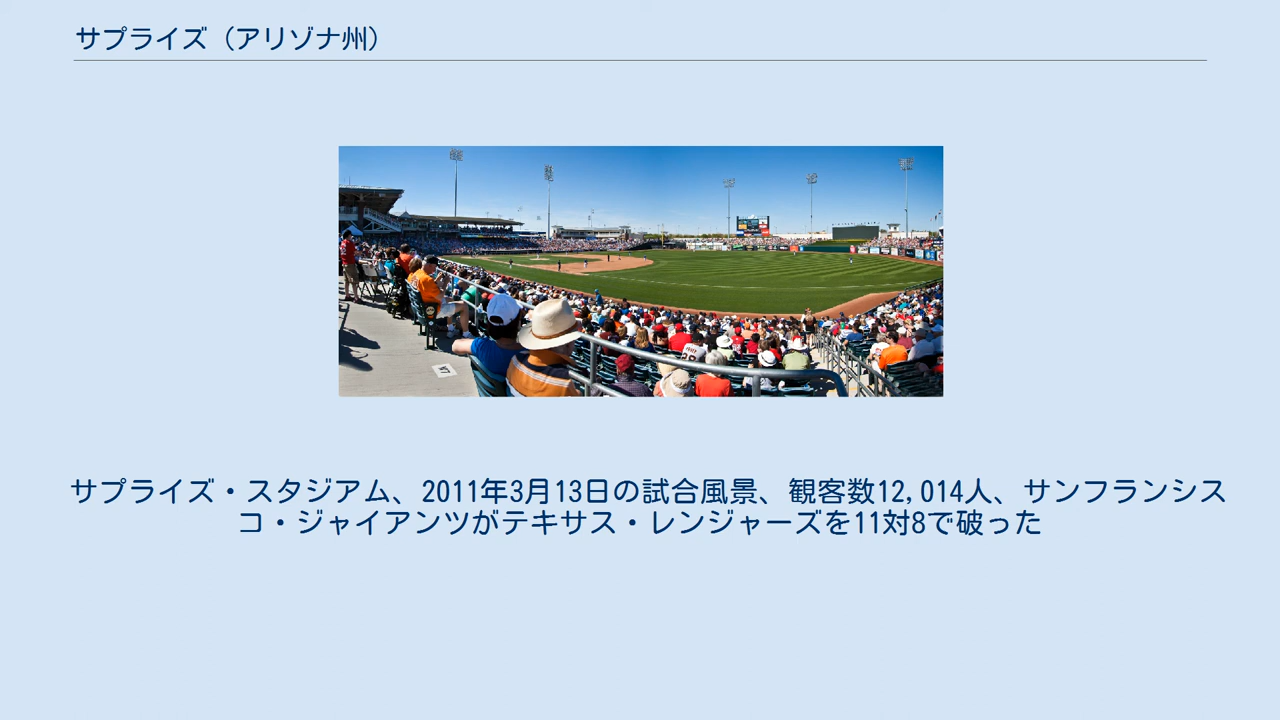 サプライズ（アリゾナ州）
サプライズ・スタジアム、2011年3月13日の試合風景、観客数12,014人、サンフランシス
コ・ジャイアンツがテキサス・レンジャーズを11対8で破った